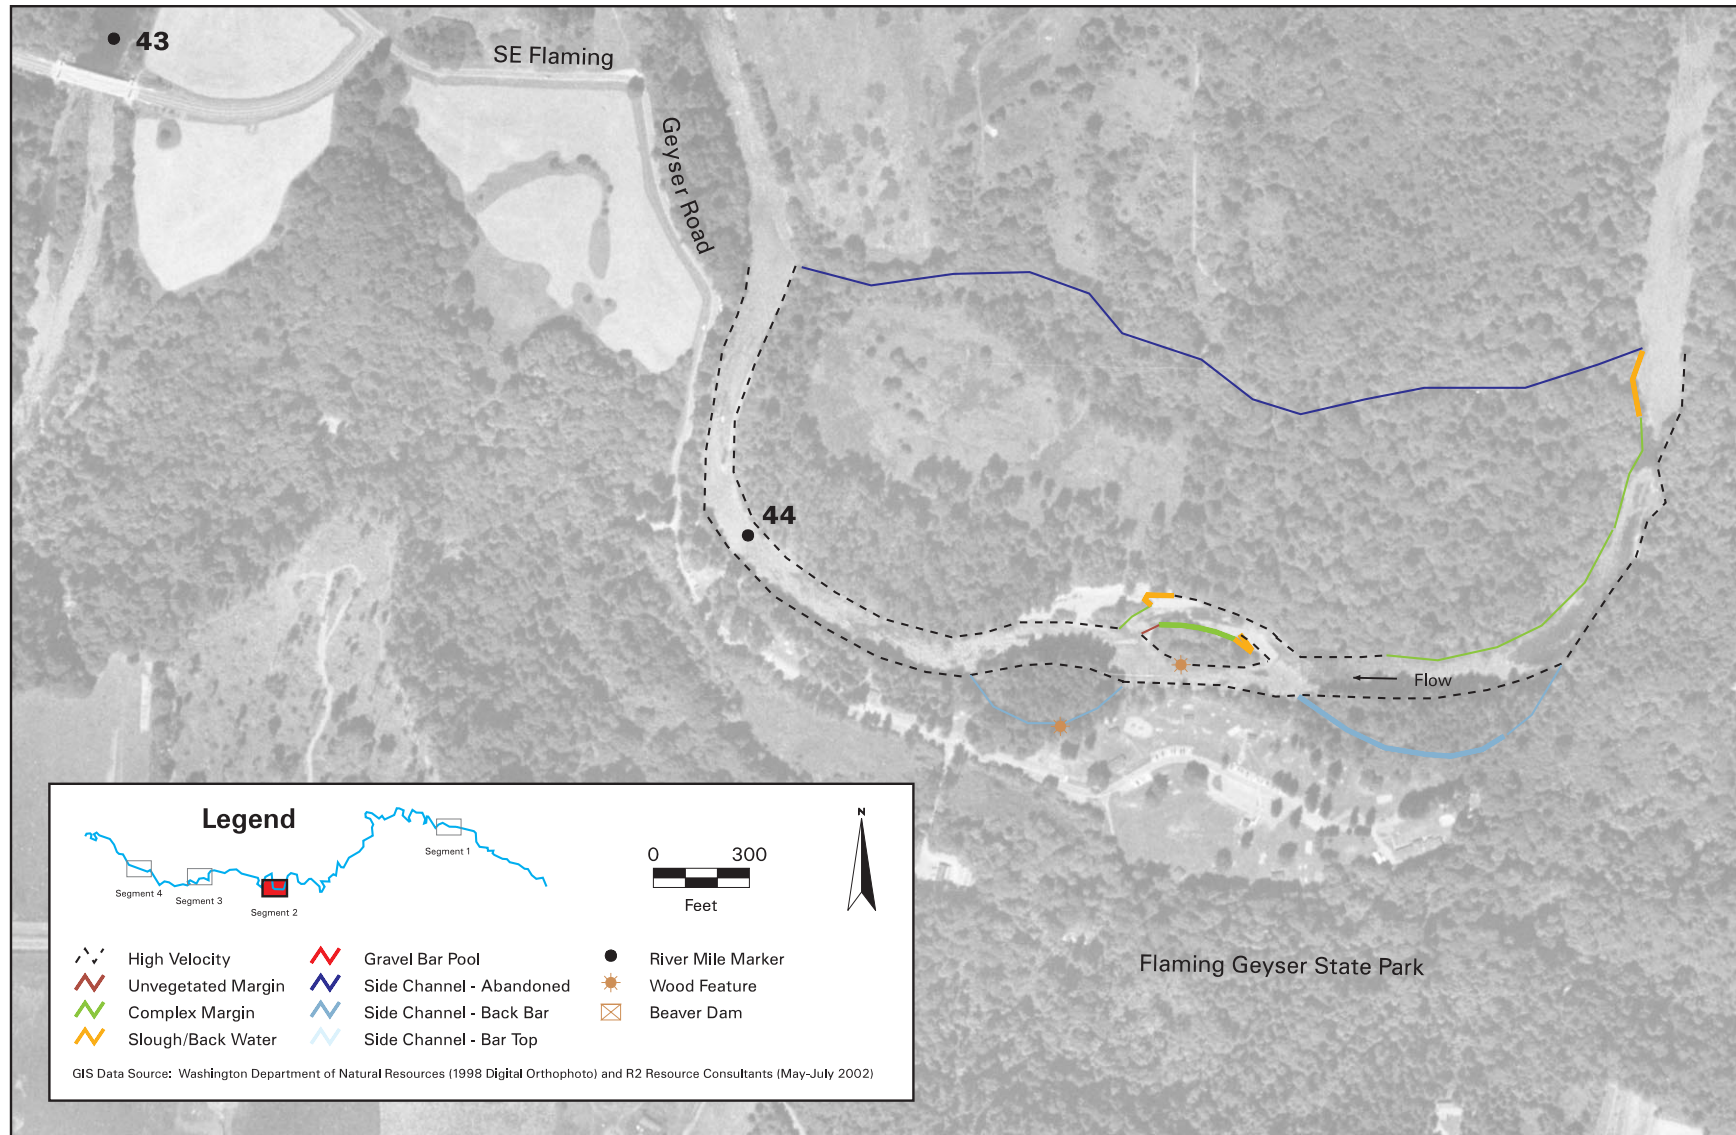 43
SE Flaming
Geyser Road
44
Flow
Flaming Geyser State Park
Legend
Segment 1
Segment 2
Segment 3
Segment 4
0 300
Feet
N
High Velocity
Unvegetated Margin
Complex Margin
Slough/Back Water
Gravel Bar Pool
Side Channel - Abandoned
Side Channel - Back Bar
Side Channel - Bar Top
River Mile Marker
Wood Feature
Beaver Dam
GIS Data Source: Washington Department of Natural Resources (1998 Digital Orthophoto) and R2 Resource Consultants (May-July 2002)